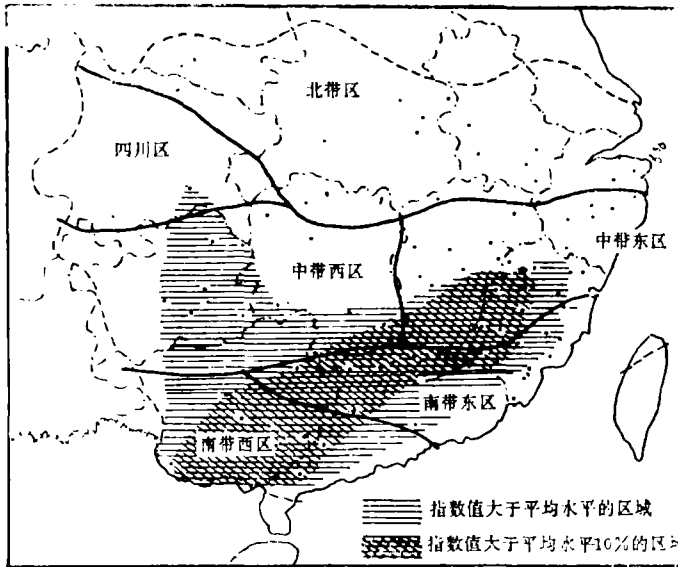 北带区
四川区
中带东区
中带西区
南带东区
南带西区
指数值大于平均水平的区域
指数值大于平均水平10%的区域